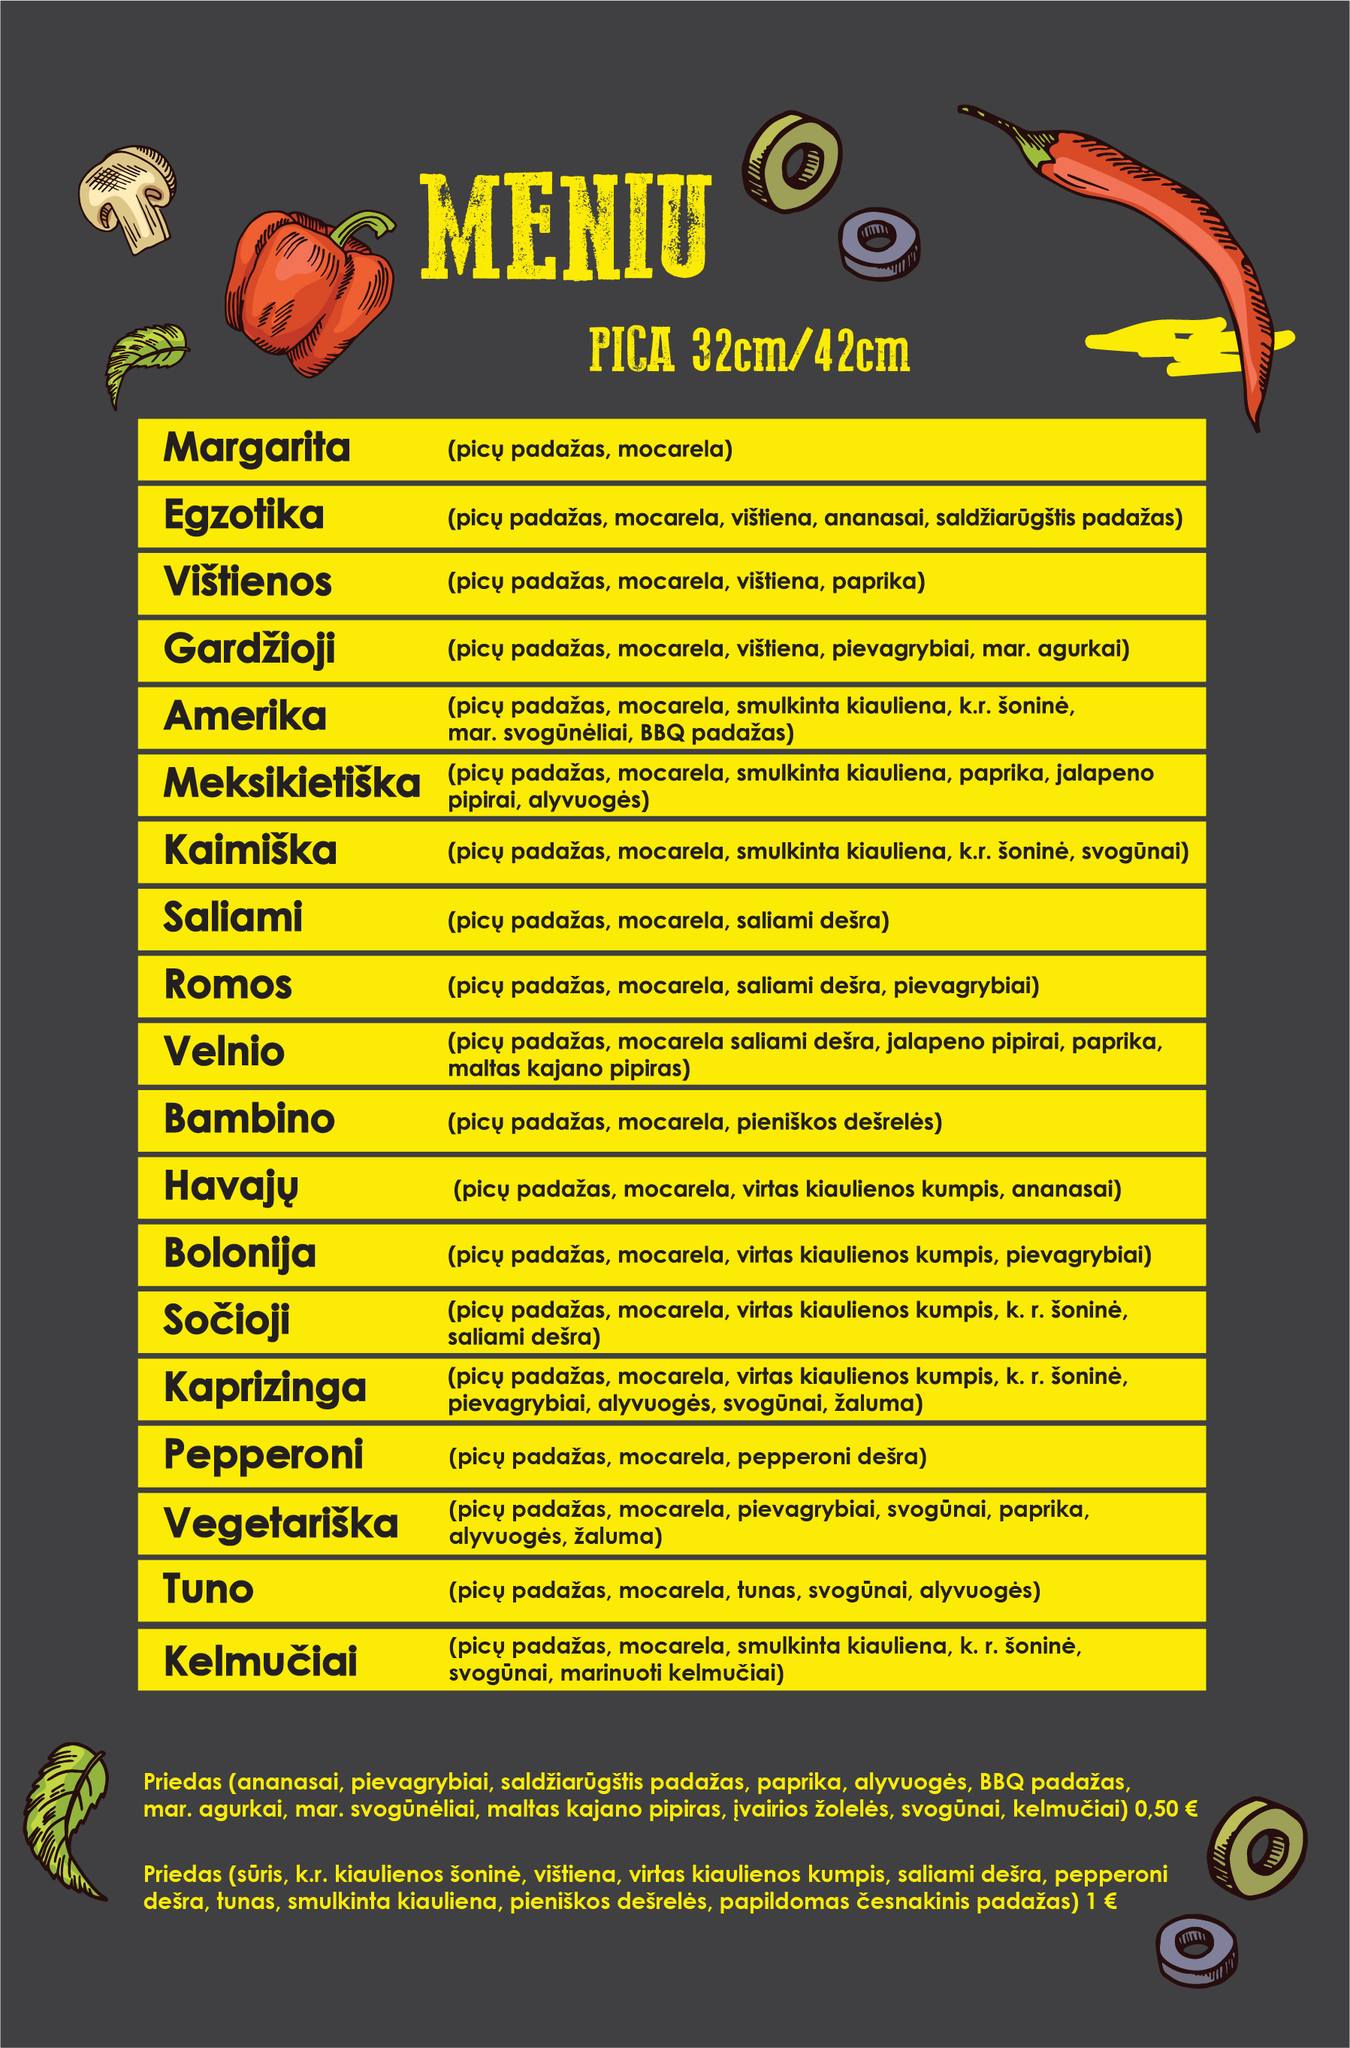 MENIU
PICA 32cm/42cm
Margarita (picų padažas, mocarela)
Egzotika (picų padažas, mocarela, vištiena, ananasai, saldžiarūgštis padažas)
Vištienos (picų padažas, mocarela, vištiena, paprika)
Gardžioji (picų padažas, mocarela, vištiena, pievagrybiai, mar. agurkai)
Amerika (picų padažas, mocarela, smulkinta kiauliena, k.r. šoninė,
mar. svogūnėliai, BBQ padažas)
Meksikietiška (picų padažas, mocarela, smulkinta kiauliena, paprika, jalapeno
pipirai, alyvuogės)
Kaimiška (picų padažas, mocarela, smulkinta kiauliena, k.r. šoninė, svogūnai)
Saliami (picų padažas, mocarela, saliami dešra)
Romos (picų padažas, mocarela, saliami dešra, pievagrybiai)
Velnio (picų padažas, mocarela saliami dešra, jalapeno pipirai, paprika,
maltas kajano pipiras)
Bambino (picų padažas, mocarela, pieniškos dešrelės)
Havajų (picų padažas, mocarela, virtas kiaulienos kumpis, ananasai)
Bolonija (picų padažas, mocarela, virtas kiaulienos kumpis, pievagrybiai)
Sočioji (picų padažas, mocarela, virtas kiaulienos kumpis, k. r. šoninė,
saliami dešra)
Kaprizinga (picų padažas, mocarela, virtas kiaulienos kumpis, k. r. šoninė,
pievagrybiai, alyvuogės, svogūnai, žaluma)
Pepperoni (picų padažas, mocarela, pepperoni dešra)
Vegetariška (picų padažas, mocarela, pievagrybiai, svogūnai, paprika,
alyvuogės, žaluma)
Tuno (picų padažas, mocarela, tunas, svogūnai, alyvuogės)
Kelmučiai (picų padažas, mocarela, smulkinta kiauliena, k. r. šoninė,
svogūnai, marinuoti kelmučiai)
Priedas (ananasai, pievagrybiai, saldžiarūgštis padažas, paprika, alyvuogės, BBQ padažas,
mar. agurkai, mar. svogūnėliai, maltas kajano pipiras, įvairios žolelės, svogūnai, kelmučiai) 0,50 €
Priedas (sūris, k.r. kiaulienos šoninė, vištiena, virtas kiaulienos kumpis, saliami dešra, pepperoni
dešra, tunas, smulkinta kiauliena, pieniškos dešrelės, papildomas česnakinis padažas) 1 €